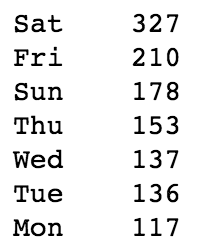 Sat 327
Fri 210
Sun 178
Thu 153
Wed 137
Tue 136
Mon 117